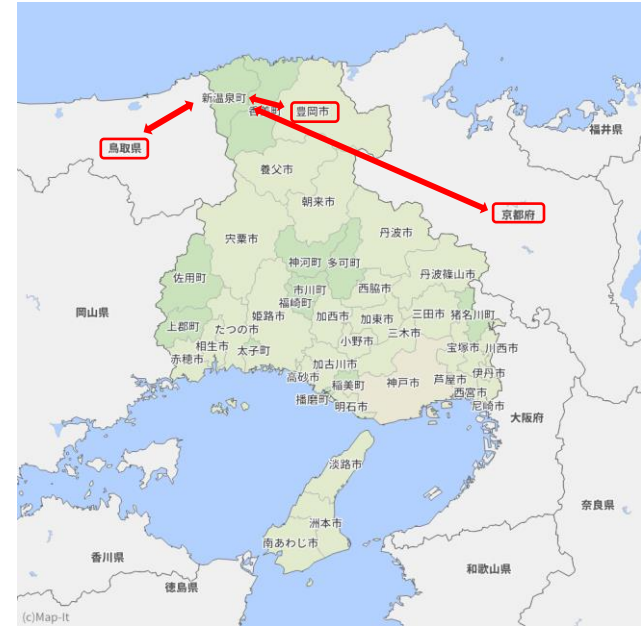 新温泉町
香美町
豊岡市
鳥取県
福井県
養父市
朝来市
京都府
宍粟市
丹波市
神河町
多可町
佐用町
丹波篠山市
市川町
西脇市
岡山県
福崎町
姫路市
加西市
加東市
三田市
猪名川町
上郡町
たつの市
三木市
小野市
相生市
太子町
宝塚市
川西市
赤穂市
加古川市
伊丹市
高砂市
稲美町
神戸市
芦屋市
西宮市
播磨町
明石市
尼崎市
大阪府
淡路市
奈良県
洲本市
南あわじ市
香川県
和歌山県
徳島県
(c)Map-It